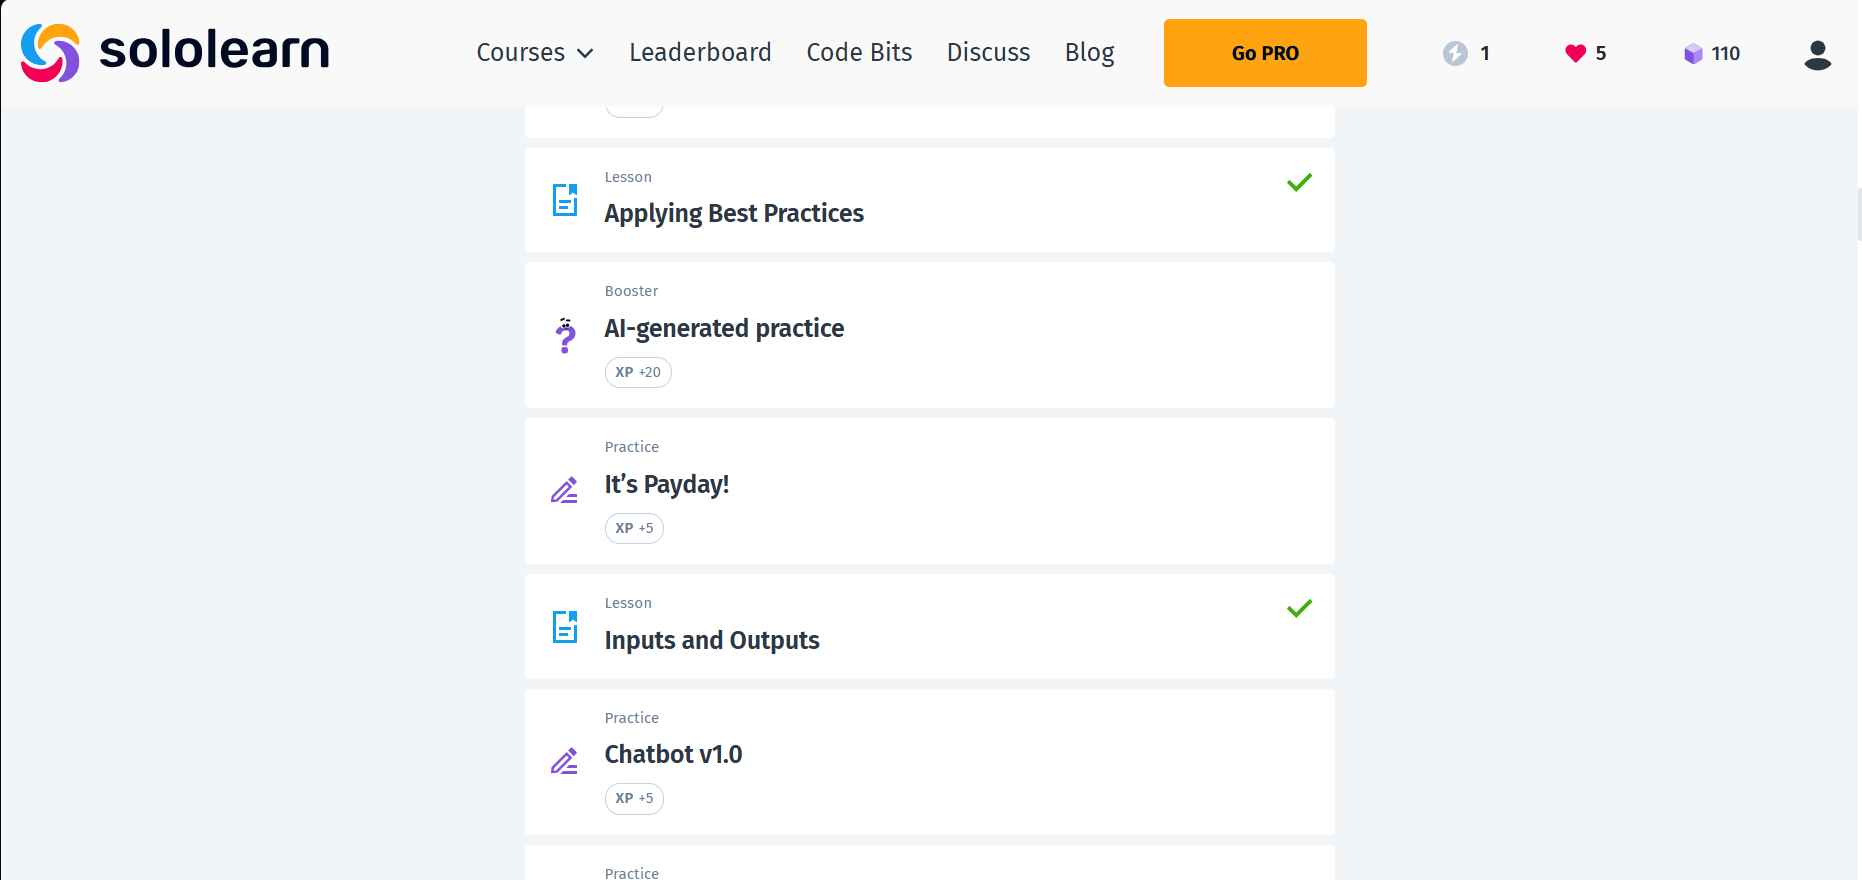 sololearn
Courses Leaderboard Code Bits Discuss Blog Go PRO 1 5 110
Lesson
Applying Best Practices
Booster
AI-generated practice
XP +20
Practice
It’s Payday!
XP +5
Lesson
Inputs and Outputs
Practice
Chatbot v1.0
XP +5
Practice